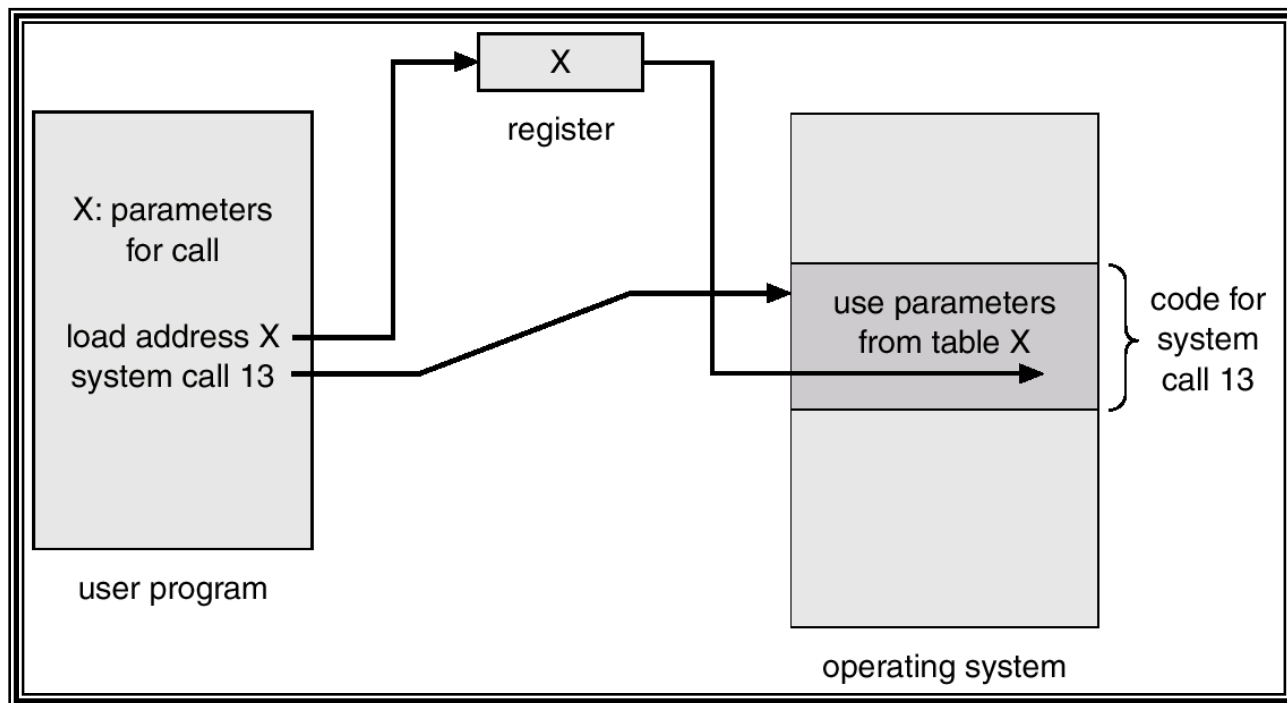 X
register
X: parameters
for call
load address X
system call 13
user program
use parameters
from table X
code for
system
call 13
operating system